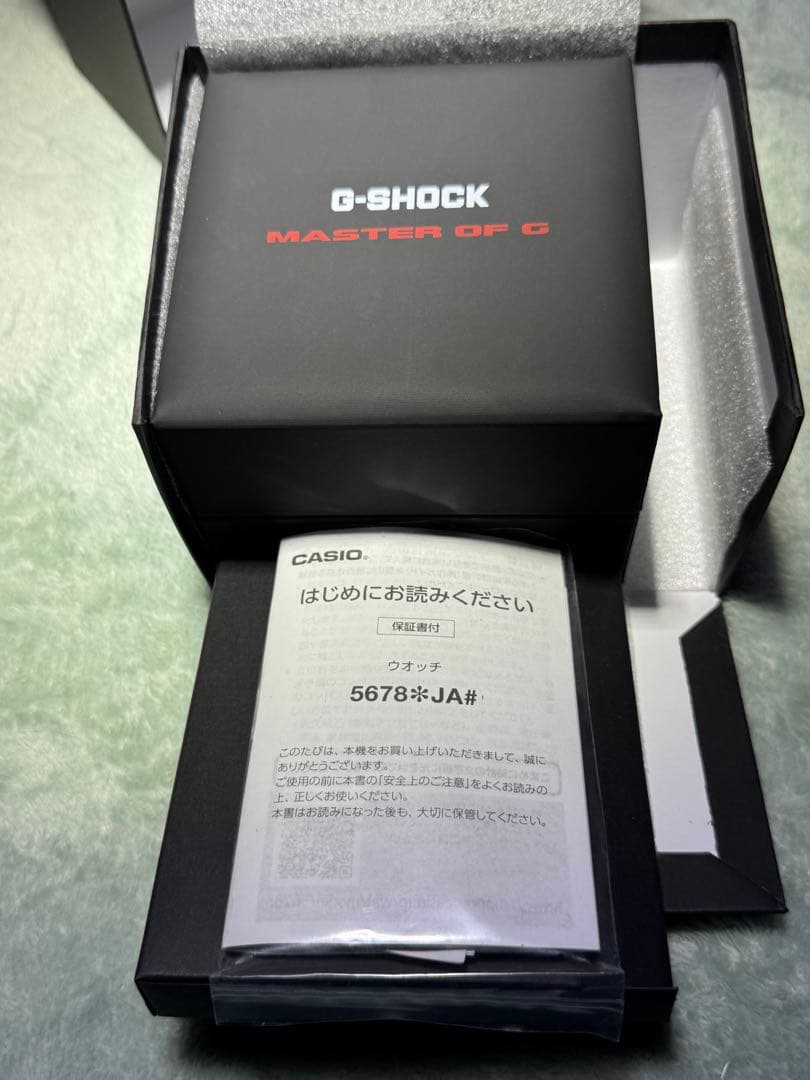 G-SHOCK
MASTER OF G
CASIO®
はじめにお読みください
保証書付
ウオッチ
5678✻JA#
このたびは、本機をお買い上げいただきまして、誠に
ありがとうございます。
ご使用の前に本書の「安全上のご注意」をよくお読みの
上、正しくお使いください。
本書はお読みになった後も、大切に保管してください。